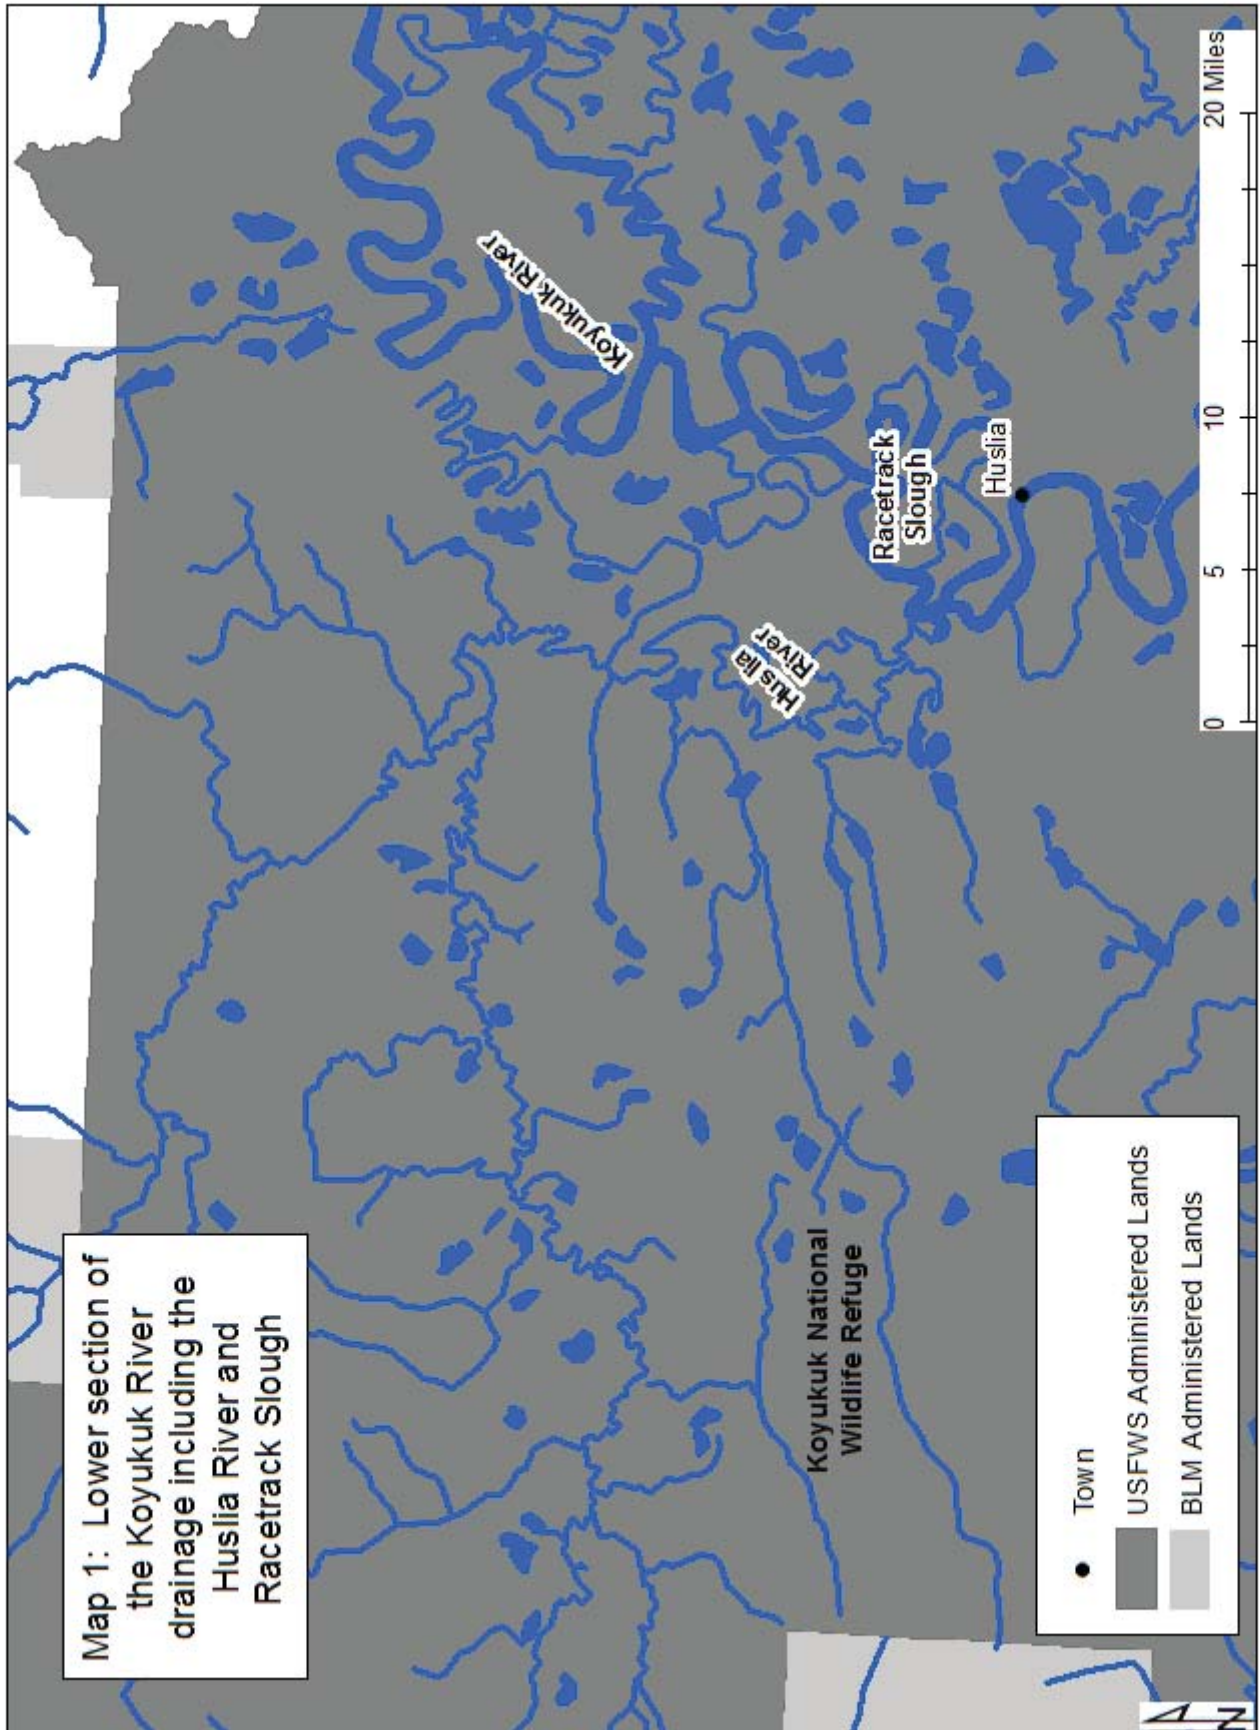 Map 1: Lower section of
the Koyukuk River
drainage including the
Huslia River and
Racetrack Slough
Koyukuk River
Huslia
River
Racetrack
Slough
Huslia
Koyukuk National
Wildlife Refuge
Town
USFWS Administered Lands
BLM Administered Lands
0 5 10 20 Miles
N